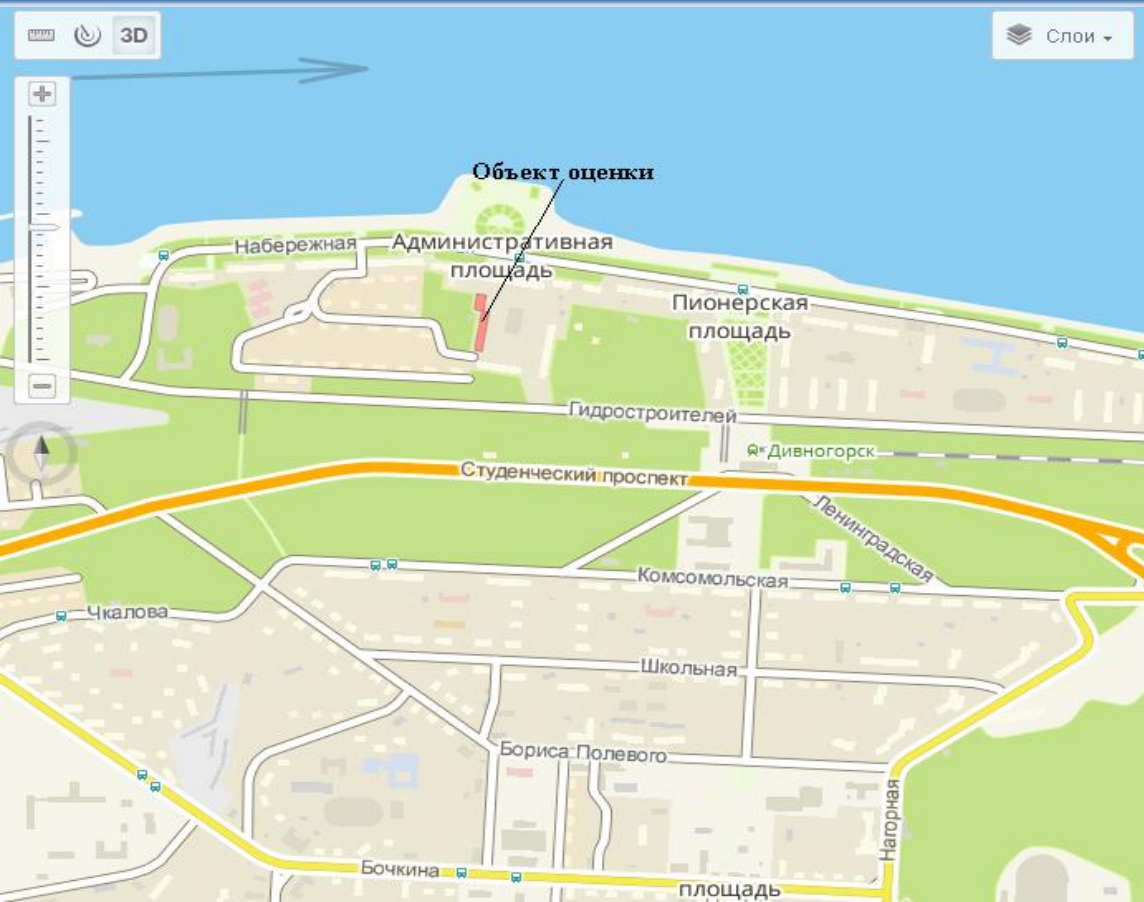 3D
Слои
Объект оценки
Набережная
Административная
площадь
Пионерская
площадь
Гидростроителей
Дивногорск
Студенческий проспект
Ленинградская
Комсомольская
Чкалова
Школьная
Бориса Полевого
Нагорная
Бочкина
площадь